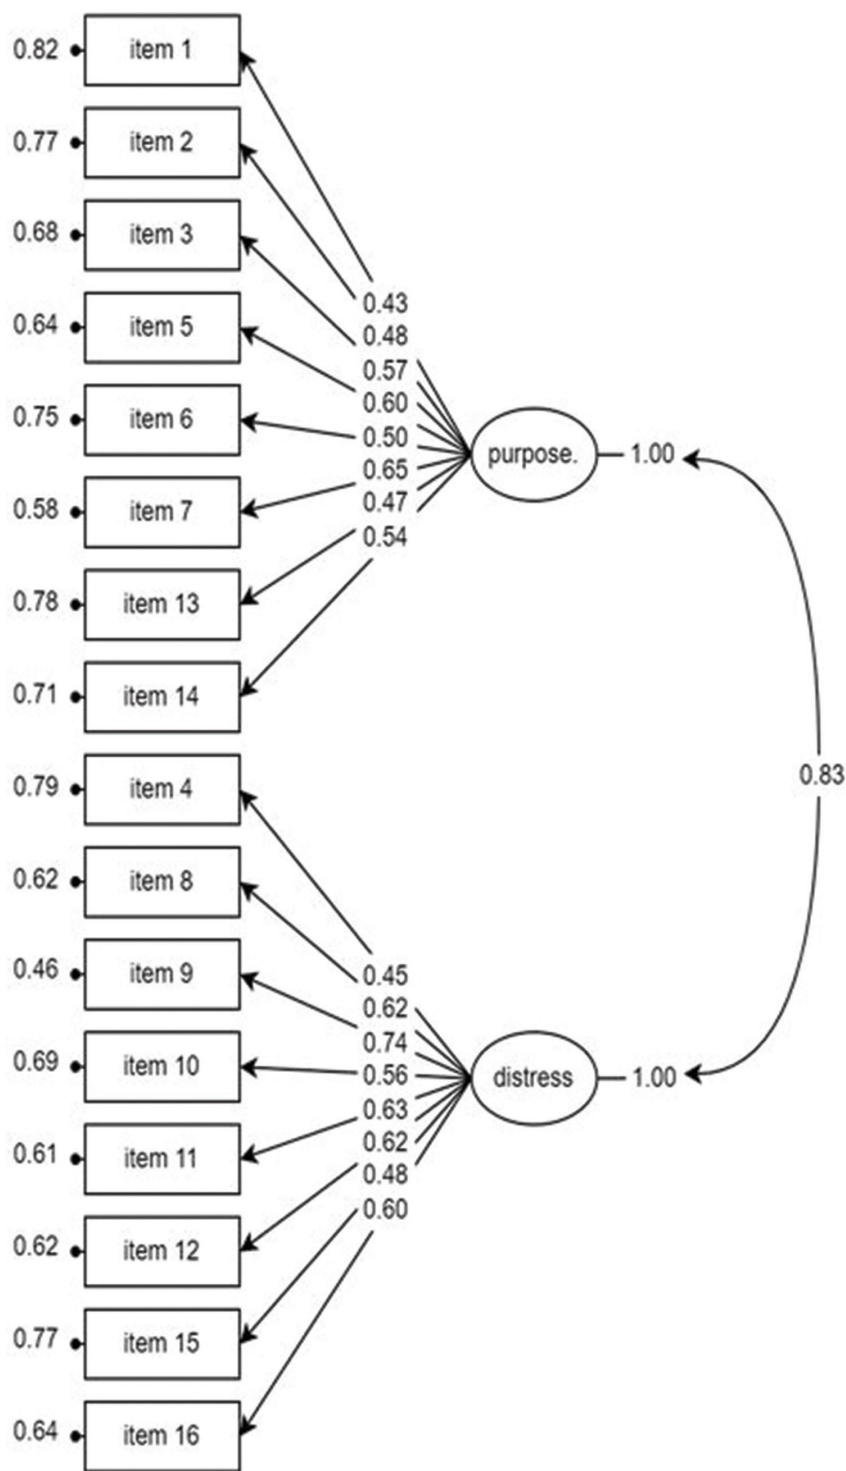 0.82 item 1
0.77 item 2
0.68 item 3
0.64 item 5
0.75 item 6
0.58 item 7
0.78 item 13
0.71 item 14
0.79 item 4
0.62 item 8
0.46 item 9
0.69 item 10
0.61 item 11
0.62 item 12
0.77 item 15
0.64 item 16
0.43
0.48
0.57
0.60
0.50
0.65
0.47
0.54
purpose. 1.00
0.83
0.45
0.62
0.74
0.56
0.63
0.62
0.48
0.60
distress 1.00